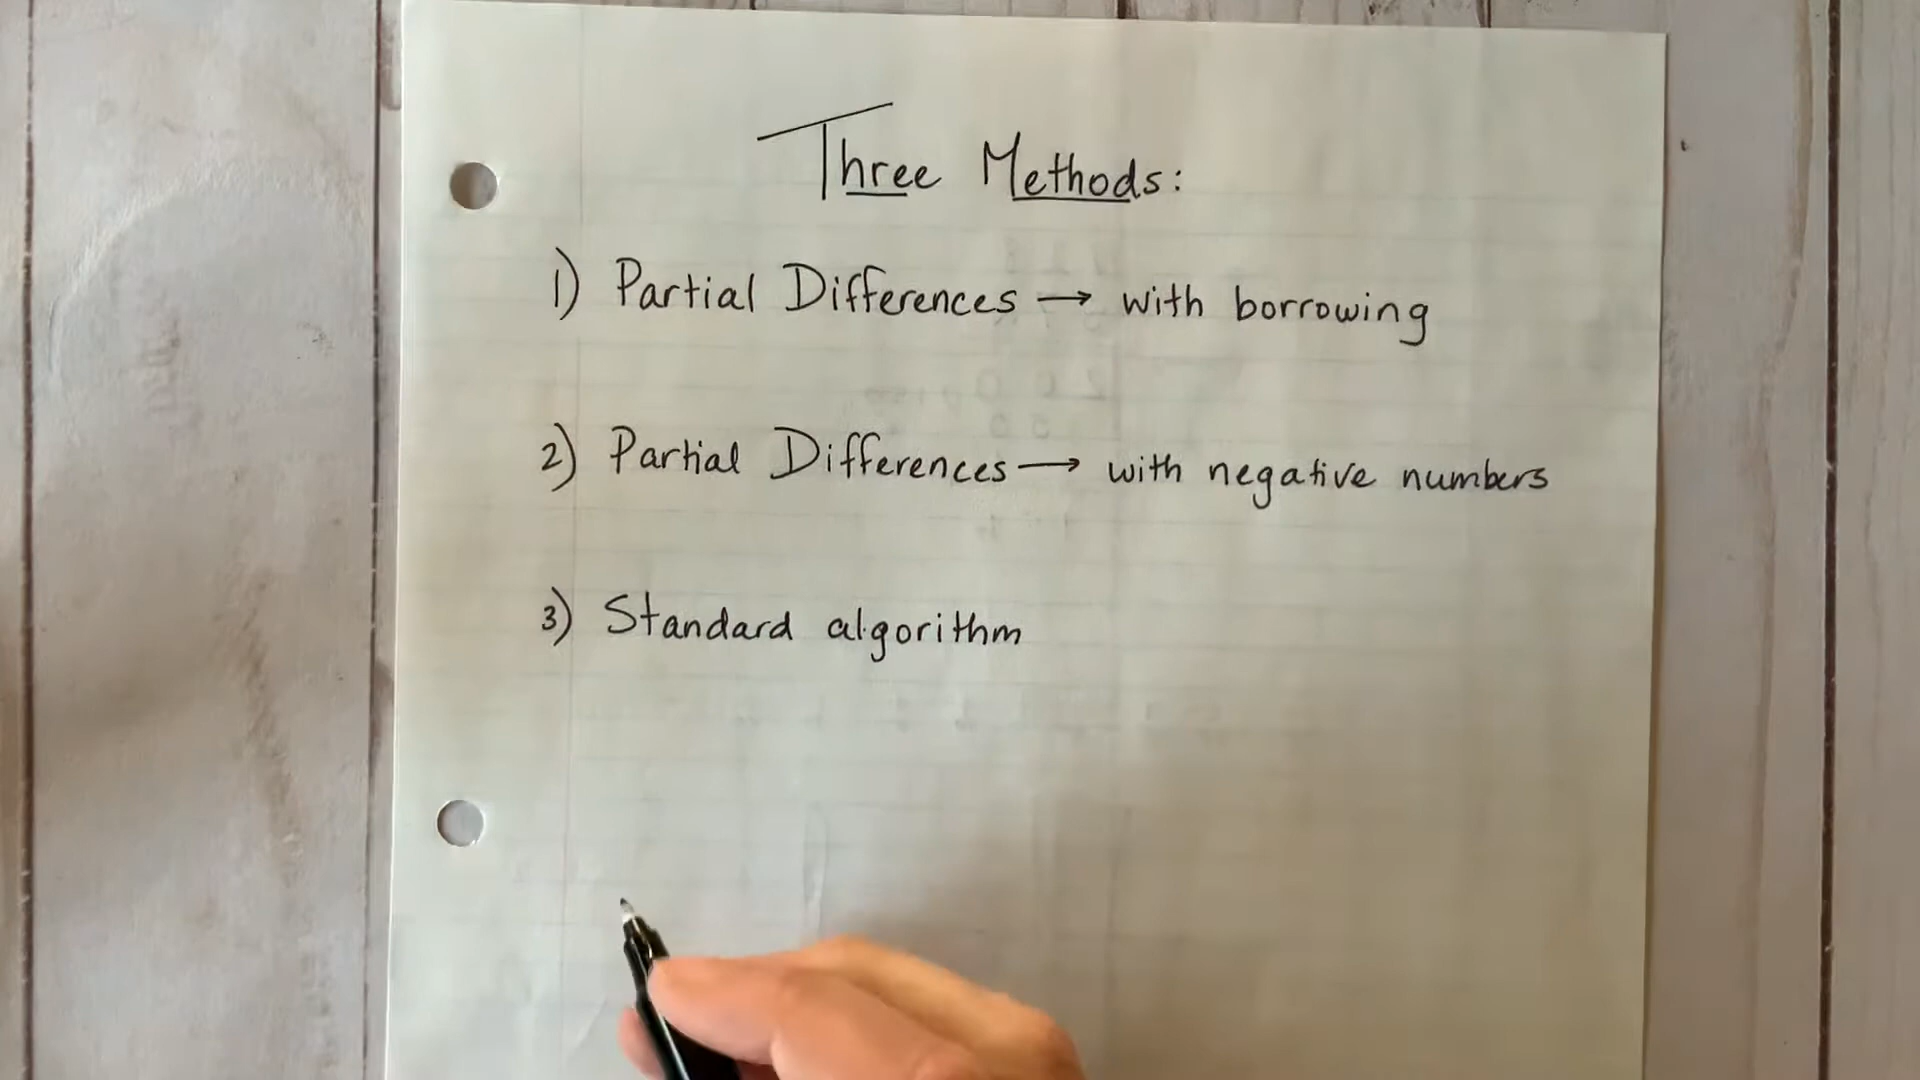 Three Methods:
1) Partial Differences → with borrowing
2) Partial Differences → with negative numbers
3) Standard algorithm